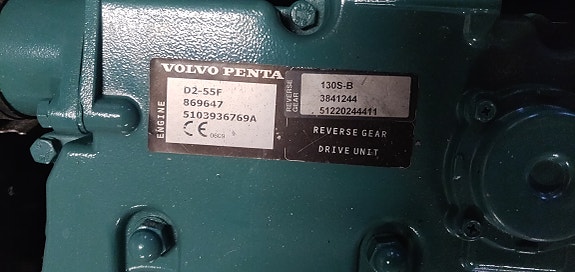 VOLVO PENTA
ENGINE
D2-55F
869647
5103936769A
CE
REVERSE GEAR
130S-B
3841244
51220244411
REVERSE GEAR
DRIVE UNIT